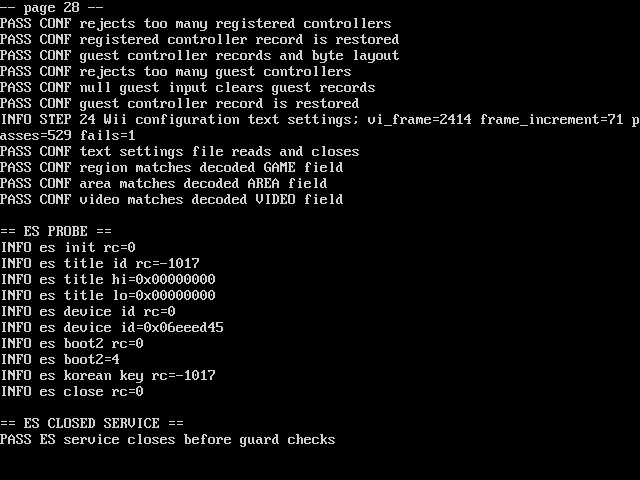 -- page 28 --
PASS CONF rejects too many registered controllers
PASS CONF registered controller record is restored
PASS CONF guest controller records and byte layout
PASS CONF rejects too many guest controllers
PASS CONF null guest input clears guest records
PASS CONF guest controller record is restored
INFO STEP 24 Wii configuration text settings; vi_frame=2414 frame_increment=71 p
asses=529 fails=1
PASS CONF text settings file reads and closes
PASS CONF region matches decoded GAME field
PASS CONF area matches decoded AREA field
PASS CONF video matches decoded VIDEO field
== ES PROBE ==
INFO es init rc=0
INFO es title id rc=-1017
INFO es title hi=0x00000000
INFO es title lo=0x00000000
INFO es device id rc=0
INFO es device id=0x06eeed45
INFO es boot2 rc=0
INFO es boot2=4
INFO es korean key rc=-1017
INFO es close rc=0
== ES CLOSED SERVICE ==
PASS ES service closes before guard checks